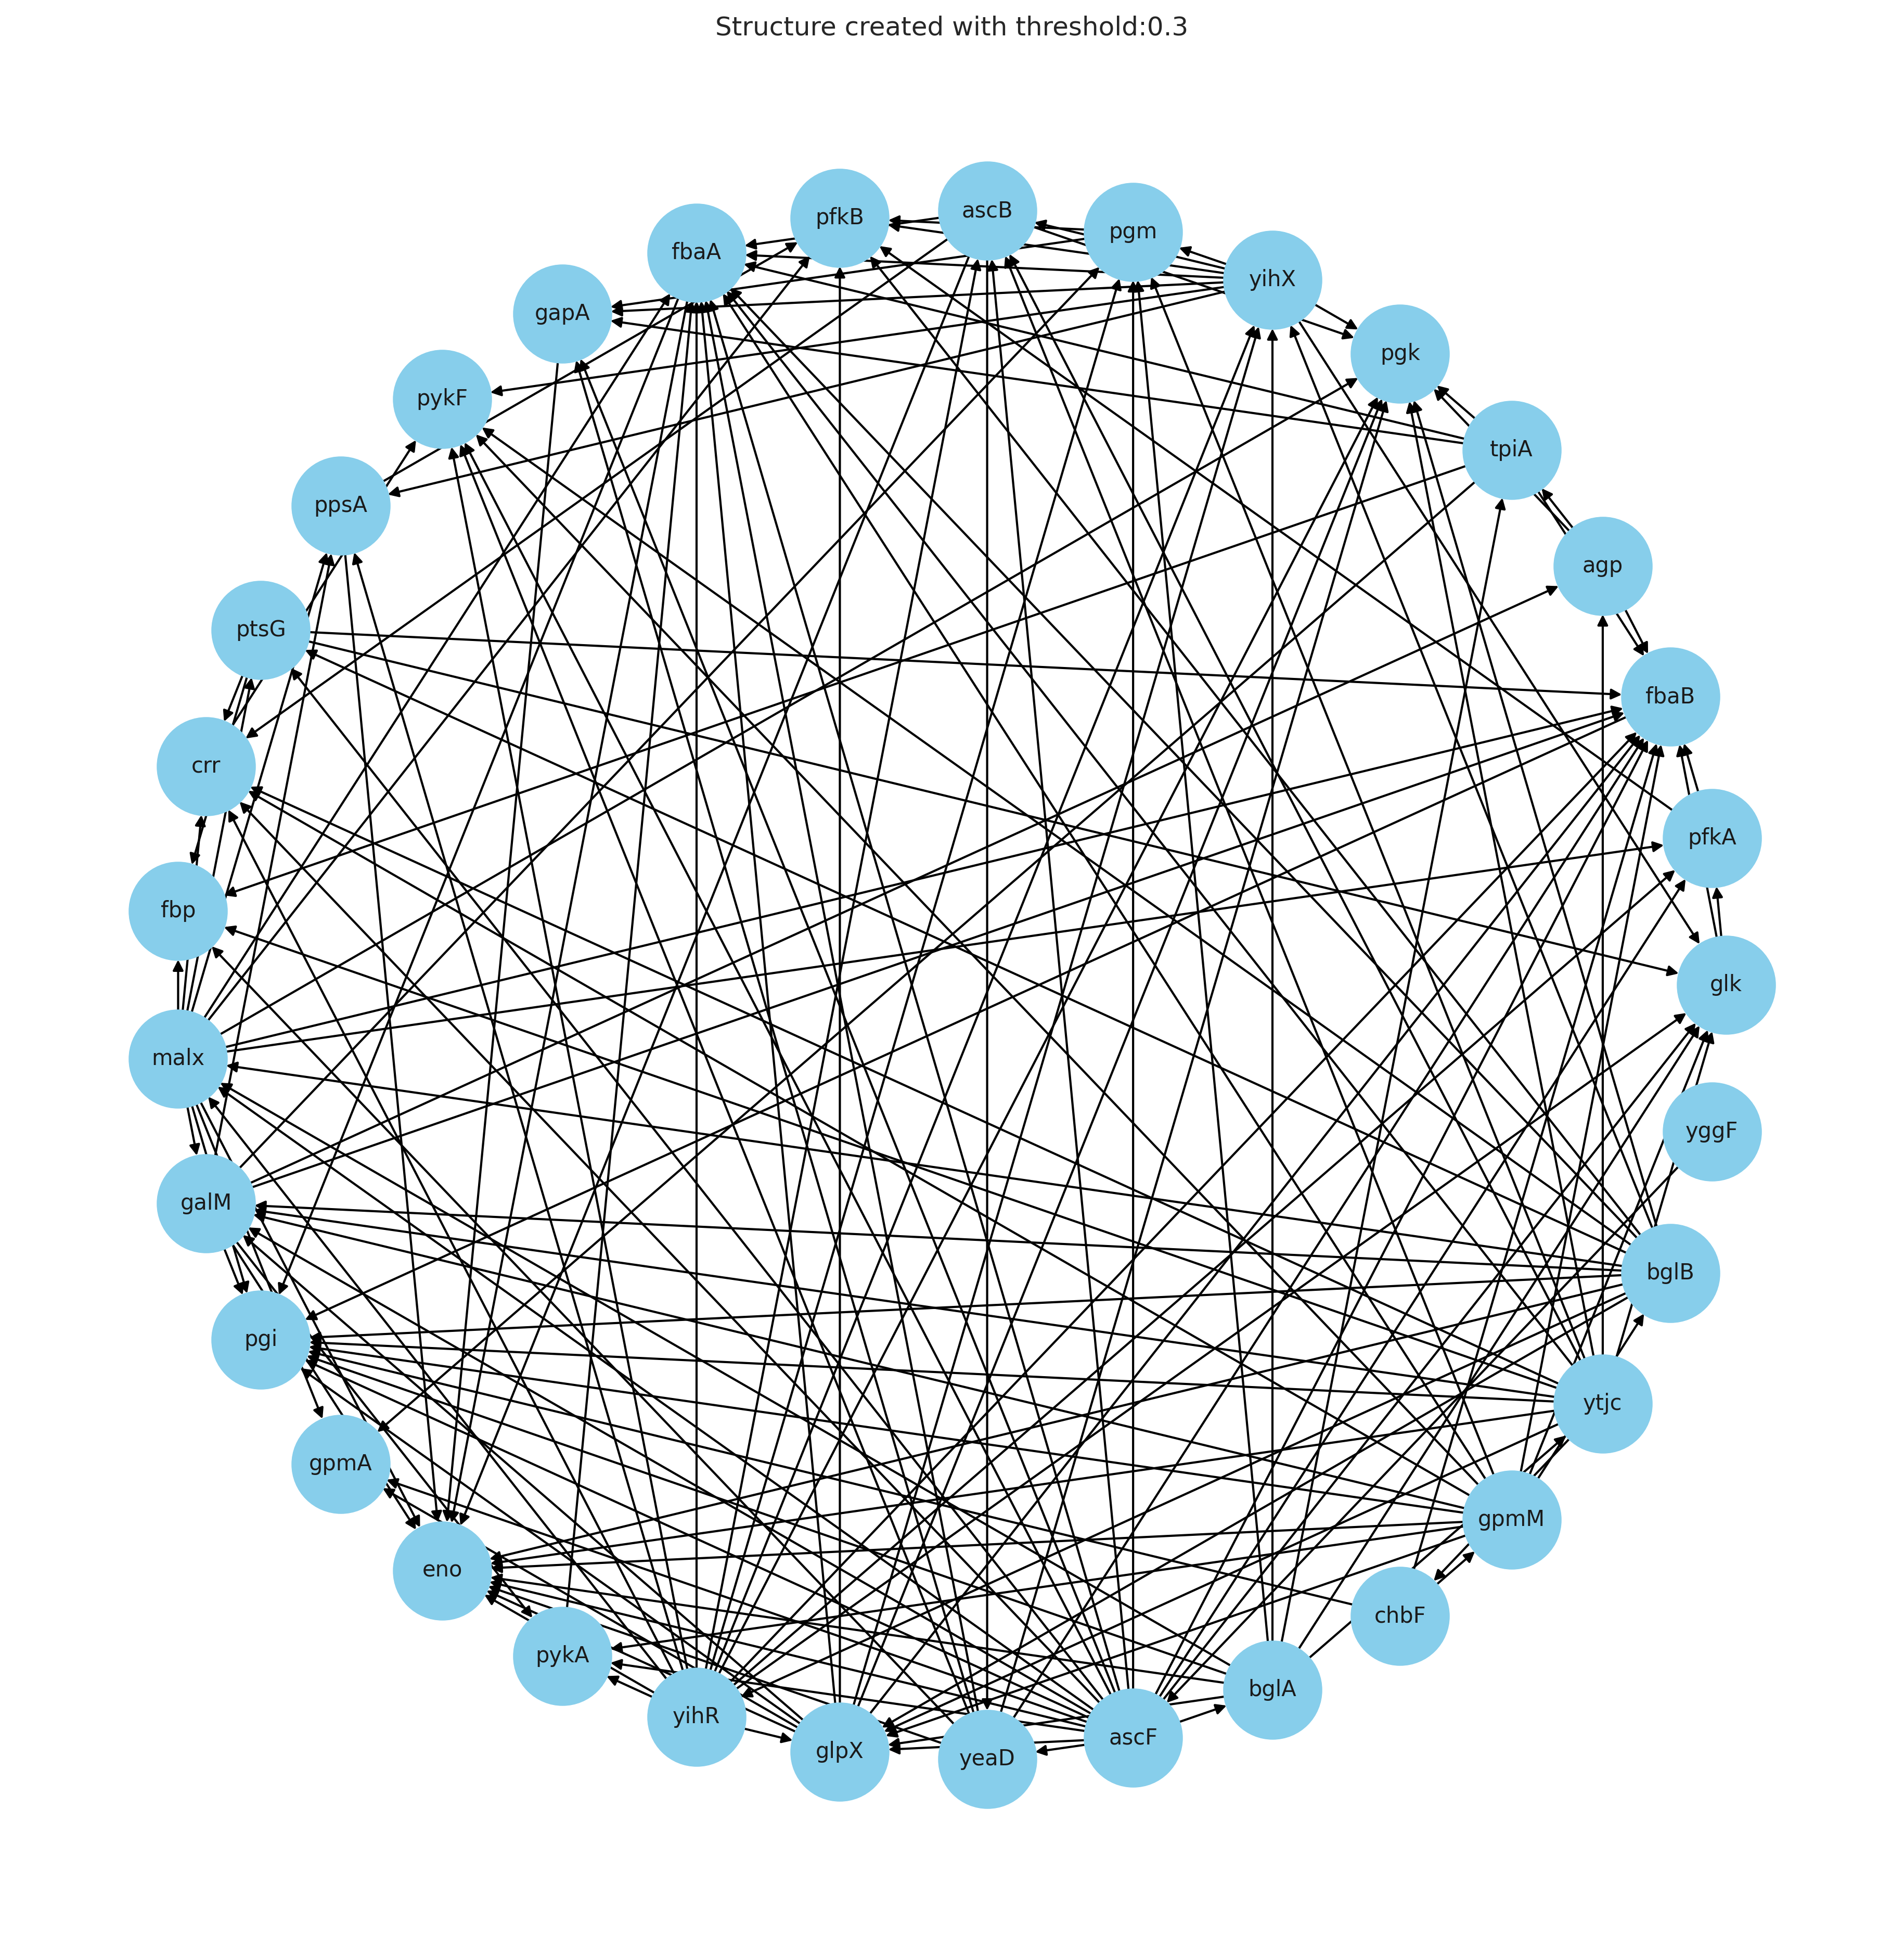 Structure created with threshold:0.3
ascB
pfkB
pgm
fbaA
yihX
gapA
pgk
pykF
tpiA
ppsA
agp
ptsG
fbaB
crr
pfkA
fbp
glk
malx
yggF
galM
bglB
pgi
ytjc
gpmA
gpmM
eno
chbF
pykA
bglA
yihR
ascF
glpX
yeaD